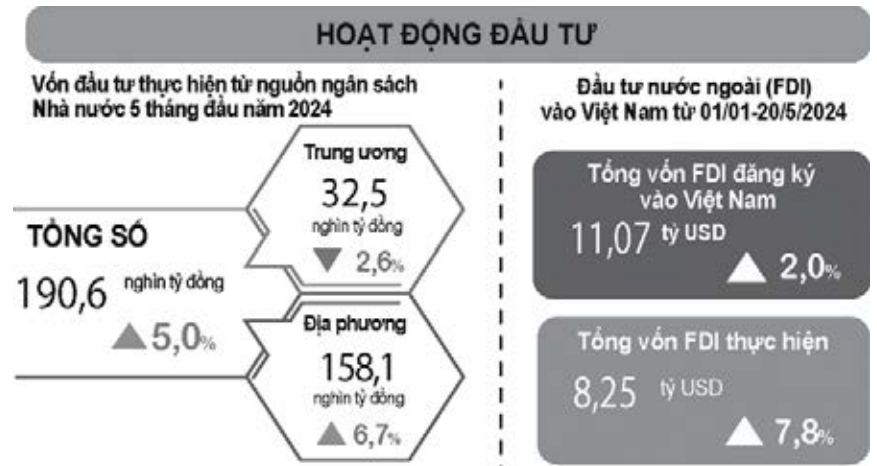 HOẠT ĐỘNG ĐẦU TƯ
Vốn đầu tư thực hiện từ nguồn ngân sách
Nhà nước 5 tháng đầu năm 2024
TỔNG SỐ
190,6 nghìn tỷ đồng
▲5,0%
Trung ương
32,5
nghìn tỷ đồng
▼ 2,6%
Địa phương
158,1
nghìn tỷ đồng
▲ 6,7%
Đầu tư nước ngoài (FDI)
vào Việt Nam từ 01/01-20/5/2024
Tổng vốn FDI đăng ký
vào Việt Nam
11,07 tỷ USD
▲ 2,0%
Tổng vốn FDI thực hiện
8,25 tỷ USD
▲ 7,8%